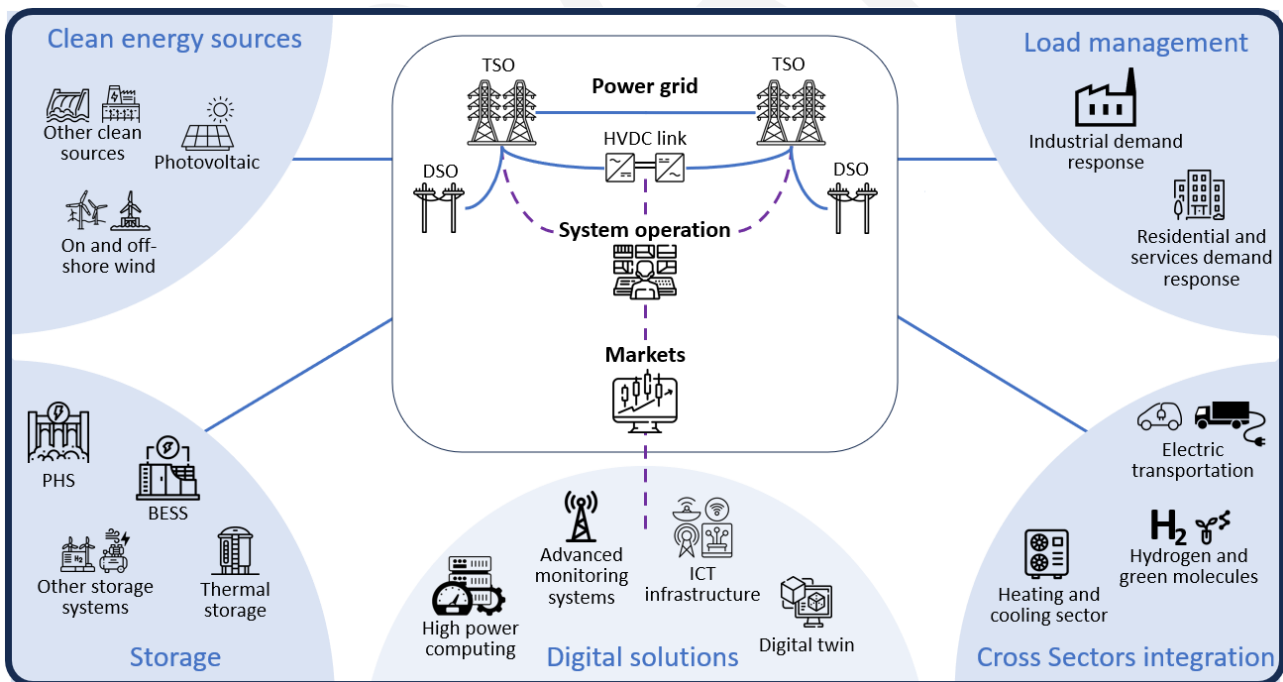 Clean energy sources
Other clean
sources
Photovoltaic
On and off-
shore wind
TSO
Power grid
TSO
HVDC link
DSO
DSO
System operation
Markets
Load management
Industrial demand
response
Residential and
services demand
response
PHS
BESS
H₂
Other storage
systems
Thermal
storage
Storage
High power
computing
Advanced
monitoring
systems
ICT
infrastructure
Digital twin
Digital solutions
Electric
transportation
H₂
Hydrogen and
green molecules
Heating and
cooling sector
Cross Sectors integration